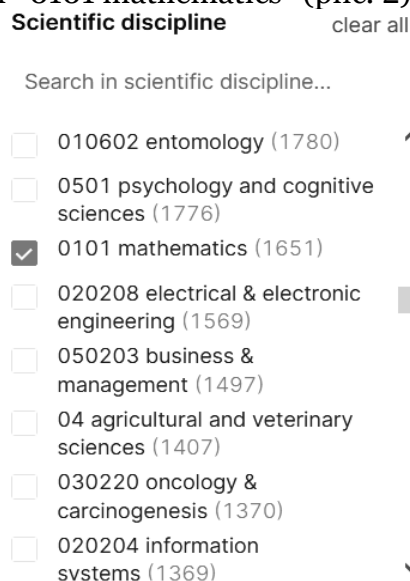 Scientific discipline
clear all
Search in scientific discipline...
010602 entomology (1780)
0501 psychology and cognitive
sciences (1776)
0101 mathematics (1651)
020208 electrical & electronic
engineering (1569)
050203 business &
management (1497)
04 agricultural and veterinary
sciences (1407)
030220 oncology &
carcinogenesis (1370)
020204 information
systems (1369)